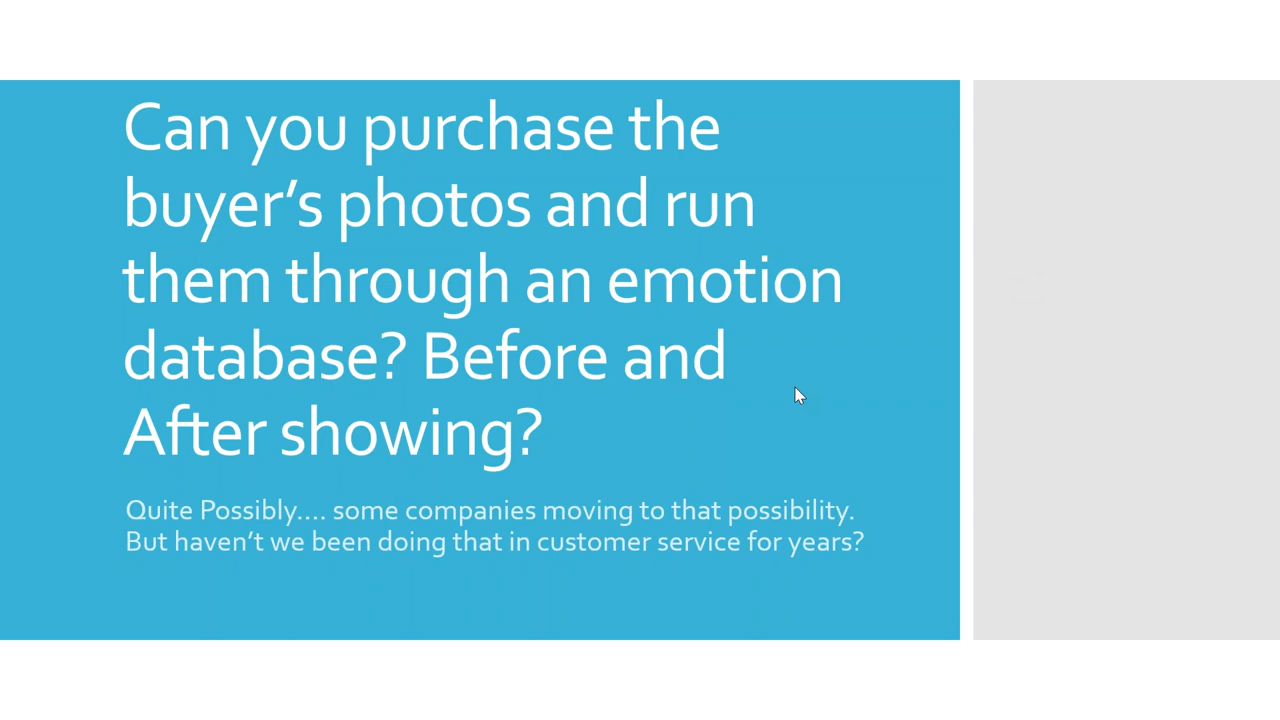 Can you purchase the
buyer’s photos and run
them through an emotion
database? Before and
After showing?
Quite Possibly.... some companies moving to that possibility.
But haven’t we been doing that in customer service for years?